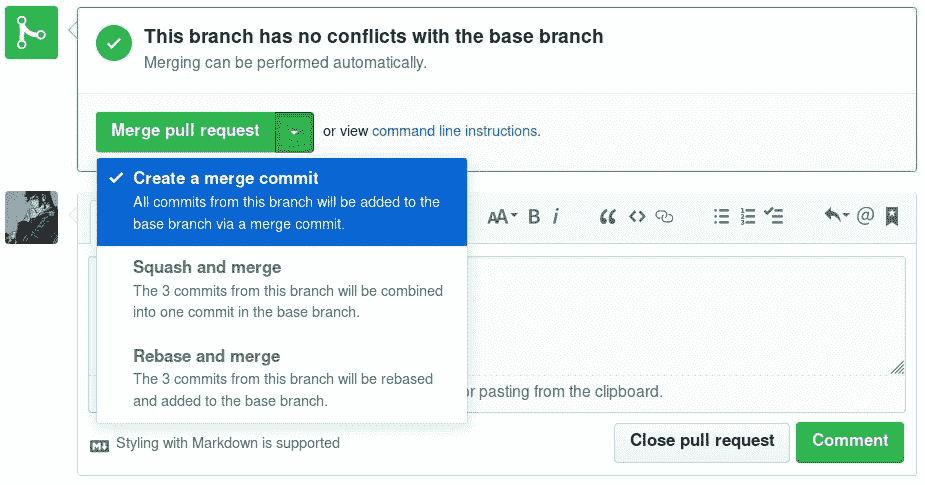 This branch has no conflicts with the base branch
Merging can be performed automatically.
Merge pull request or view command line instructions.
Create a merge commit
All commits from this branch will be added to the
base branch via a merge commit.
AA B i @
Squash and merge
The 3 commits from this branch will be combined
into one commit in the base branch.
Rebase and merge
The 3 commits from this branch will be rebased
and added to the base branch.
or pasting from the clipboard.
Styling with Markdown is supported
Close pull request Comment